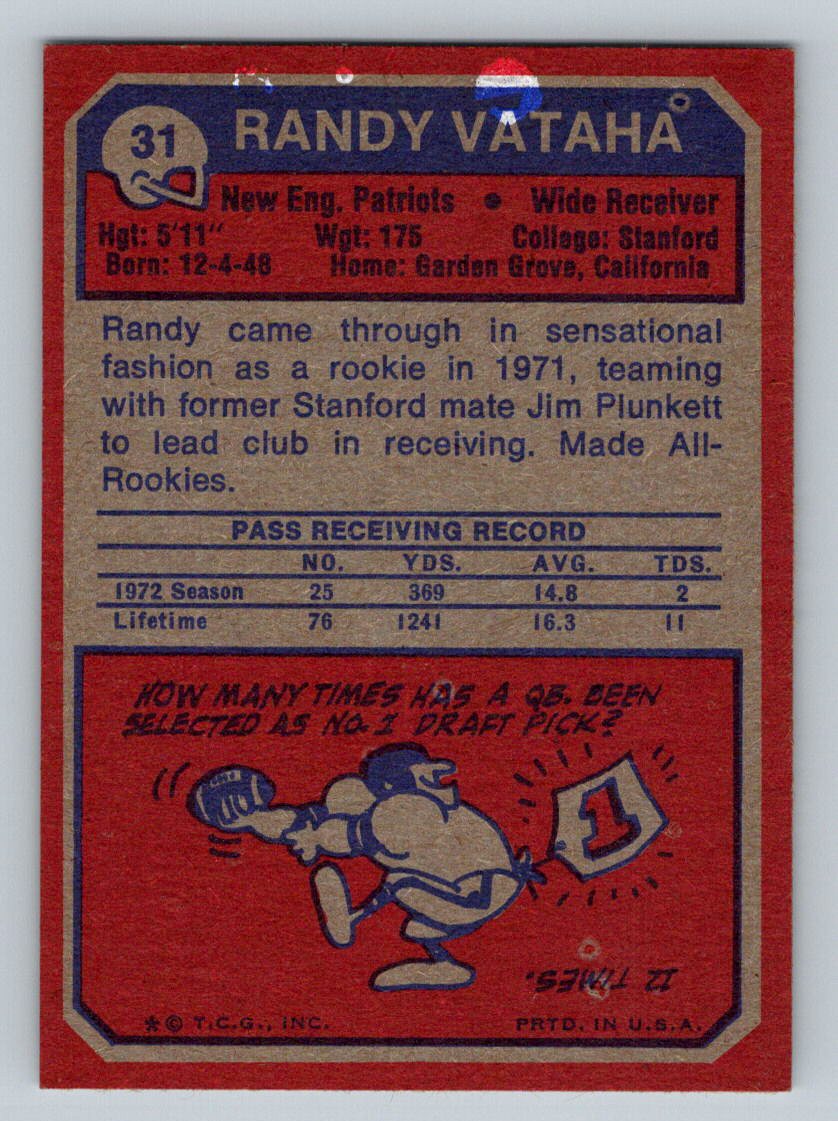 31
RANDY VATAHA
New Eng. Patriots • Wide Receiver
Hgt: 5'11" Wgt: 175 College: Stanford
Born: 12-4-48 Home: Garden Grove, California
Randy came through in sensational
fashion as a rookie in 1971, teaming
with former Stanford mate Jim Plunkett
to lead club in receiving. Made All-
Rookies.
PASS RECEIVING RECORD
NO. YDS. AVG. TDS.
1972 Season 25 369 14.8 2
Lifetime 76 1241 16.3 11
HOW MANY TIMES HAS A QB. BEEN
SELECTED AS NO. 1 DRAFT PICK?
1
12 TIMES.
* © T.C.G., INC. PRTD. IN U.S.A.